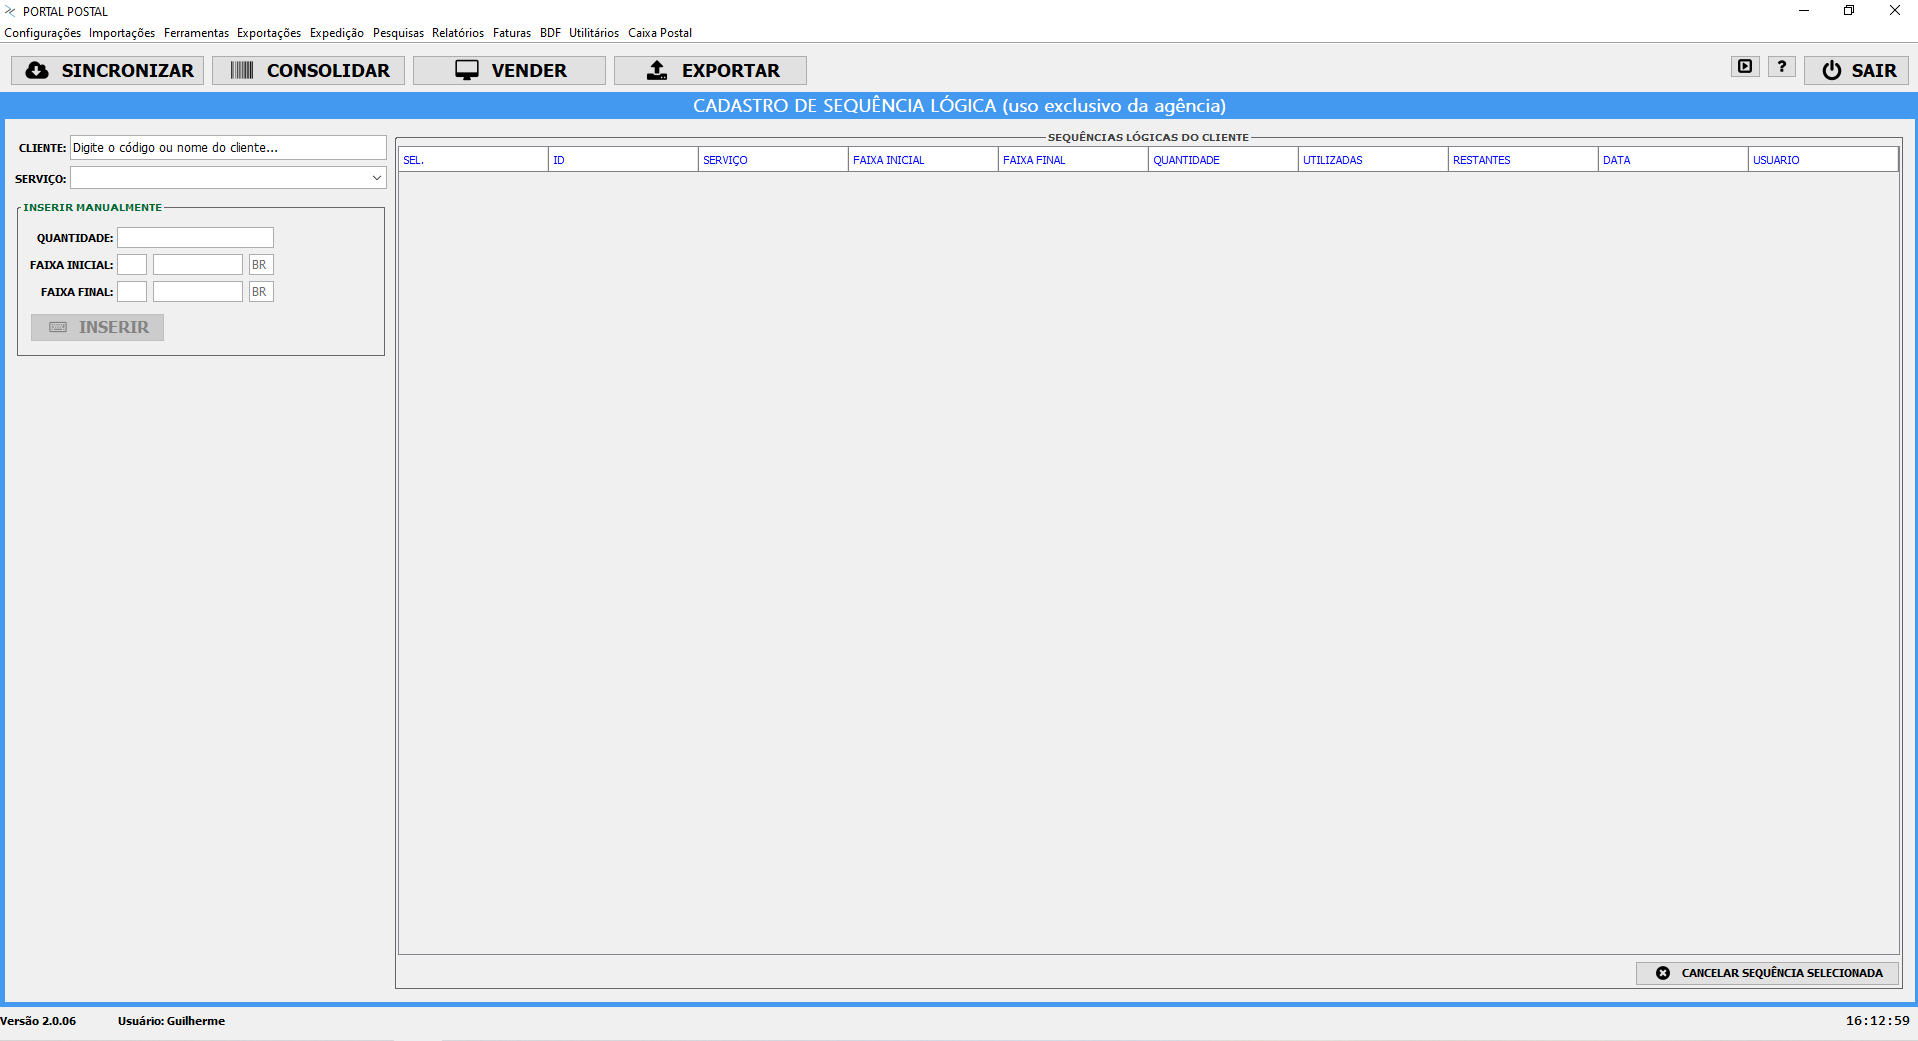 PORTAL POSTAL
Configurações Importações Ferramentas Exportações Expedição Pesquisas Relatórios Faturas BDF Utilitários Caixa Postal
SINCRONIZAR CONSOLIDAR VENDER EXPORTAR ? SAIR
CADASTRO DE SEQUÊNCIA LÓGICA (uso exclusivo da agência)
CLIENTE: Digite o código ou nome do cliente...
SERVIÇO:
INSERIR MANUALMENTE
QUANTIDADE:
FAIXA INICIAL: BR
FAIXA FINAL: BR
INSERIR
SEQUÊNCIAS LÓGICAS DO CLIENTE
SEL. ID SERVIÇO FAIXA INICIAL FAIXA FINAL QUANTIDADE UTILIZADAS RESTANTES DATA USUARIO
CANCELAR SEQUÊNCIA SELECIONADA
Versão 2.0.06 Usuário: Guilherme 16:12:59